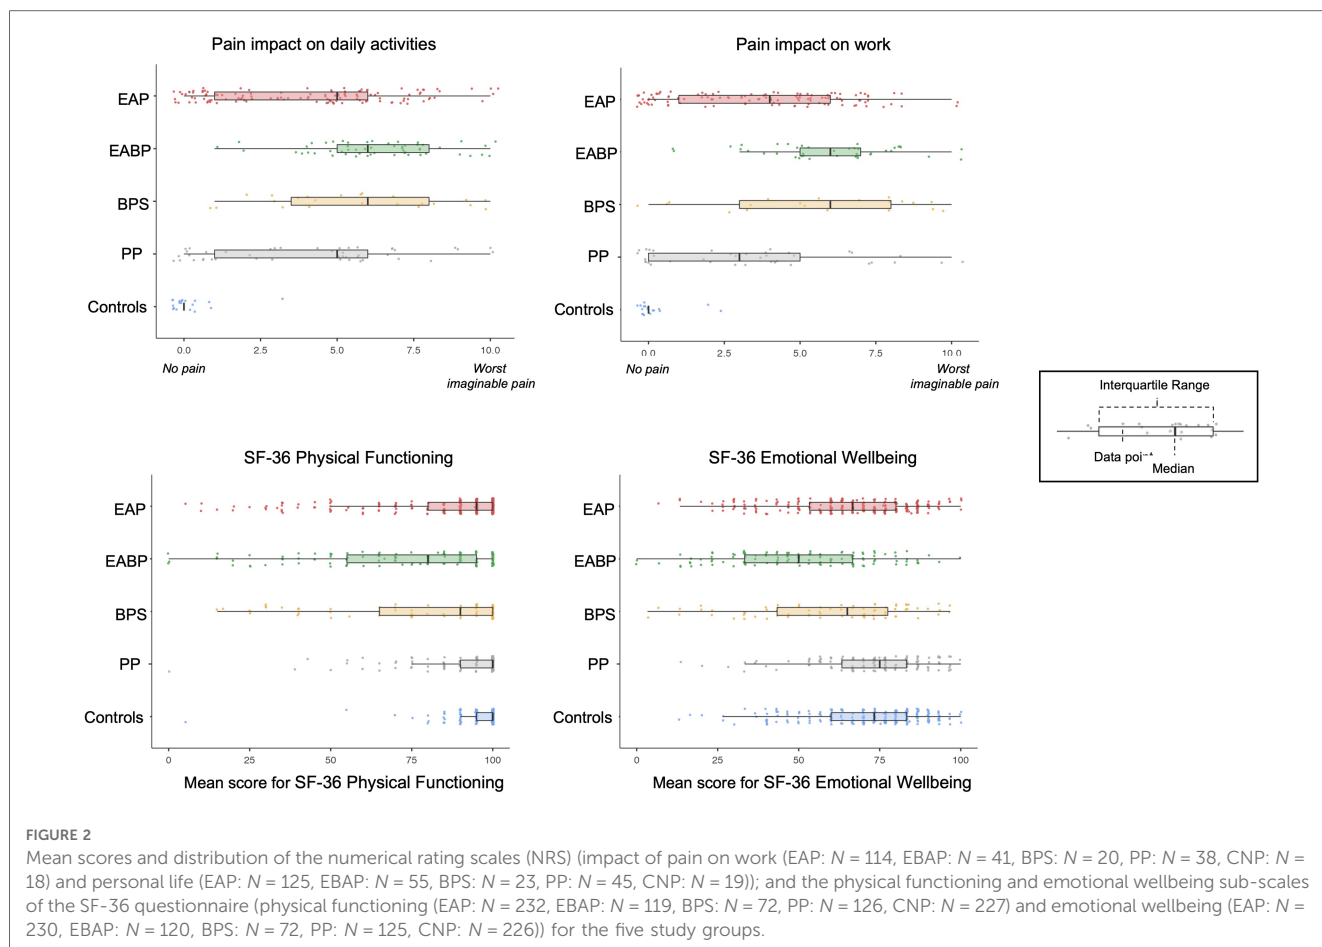 Pain impact on daily activities
EAP
EABP
BPS
PP
Controls
0.0 2.5 5.0 7.5 10.0
No pain Worst
imaginable pain
Pain impact on work
EAP
EABP
BPS
PP
Controls
0.0 2.5 5.0 7.5 10.0
No pain Worst
imaginable pain
Interquartile Range
Data poi
Median
SF-36 Physical Functioning
EAP
EABP
BPS
PP
Controls
0 25 50 75 100
Mean score for SF-36 Physical Functioning
SF-36 Emotional Wellbeing
EAP
EABP
BPS
PP
Controls
0 25 50 75 100
Mean score for SF-36 Emotional Wellbeing
FIGURE 2
Mean scores and distribution of the numerical rating scales (NRS) (impact of pain on work (EAP: N = 114, EBAP: N = 41, BPS: N = 20, PP: N = 38, CNP: N =
18) and personal life (EAP: N = 125, EBAP: N = 55, BPS: N = 23, PP: N = 45, CNP: N = 19)); and the physical functioning and emotional wellbeing sub-scales
of the SF-36 questionnaire (physical functioning (EAP: N = 232, EBAP: N = 119, BPS: N = 72, PP: N = 126, CNP: N = 227) and emotional wellbeing (EAP: N =
230, EBAP: N = 120, BPS: N = 72, PP: N = 125, CNP: N = 226)) for the five study groups.